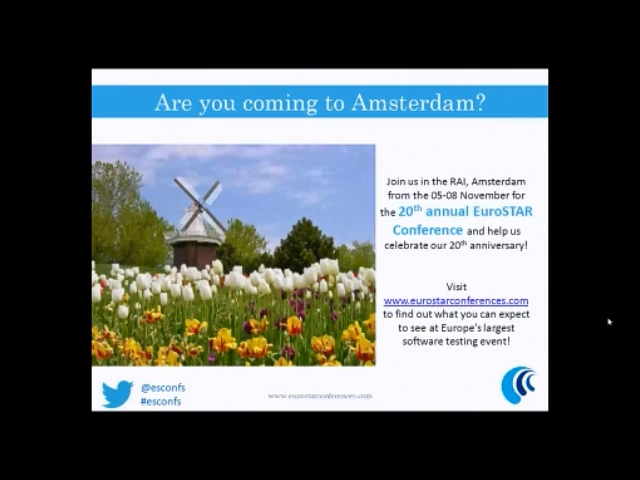 Are you coming to Amsterdam?
Join us in the RAI, Amsterdam
from the 05-08 November for
the 20th annual EuroSTAR
Conference and help us
celebrate our 20th anniversary!
Visit
www.eurostarconferences.com
to find out what you can expect
to see at Europe's largest
software testing event!
@esconfs
#esconfs
www.eurostarconferences.com